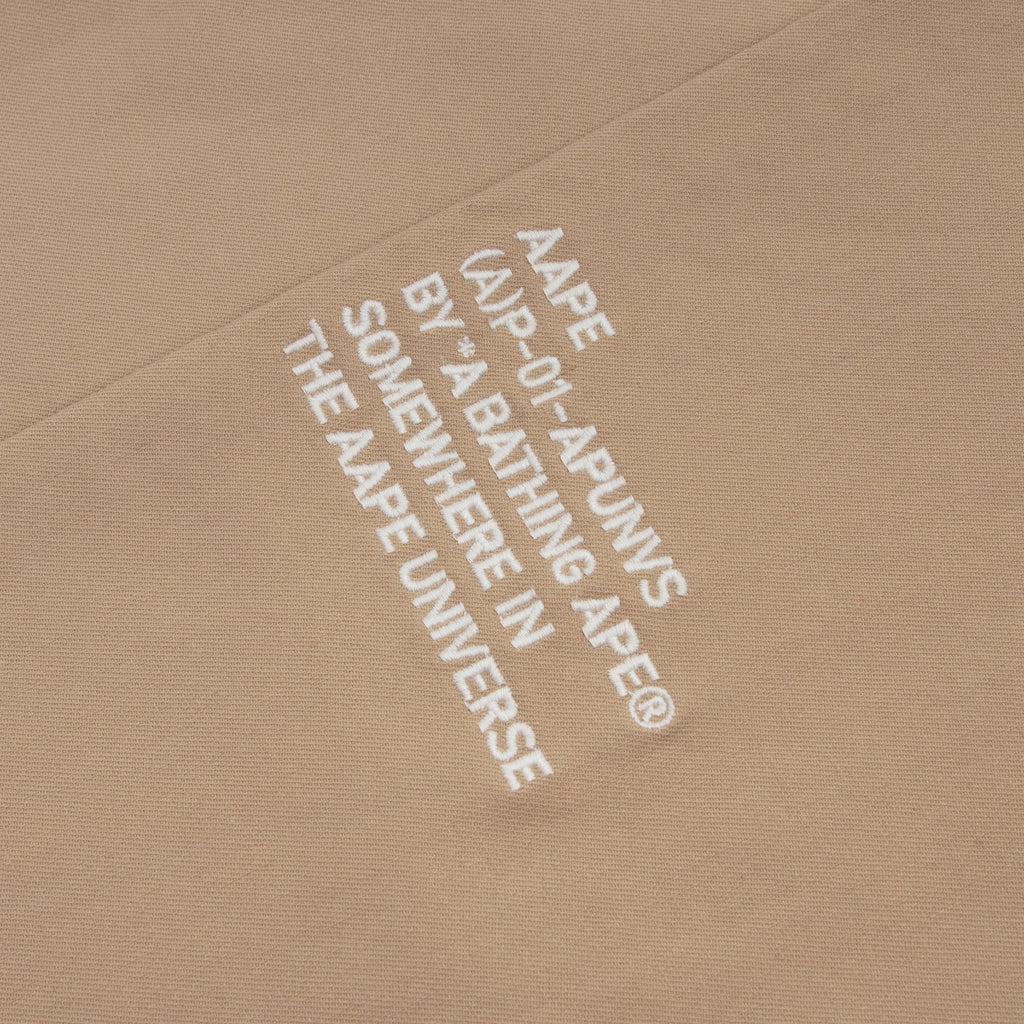 AAPE
(A)P-01-APUNVS
BY *A BATHING APE®
SOMEWHERE IN
THE AAPE UNIVERSE